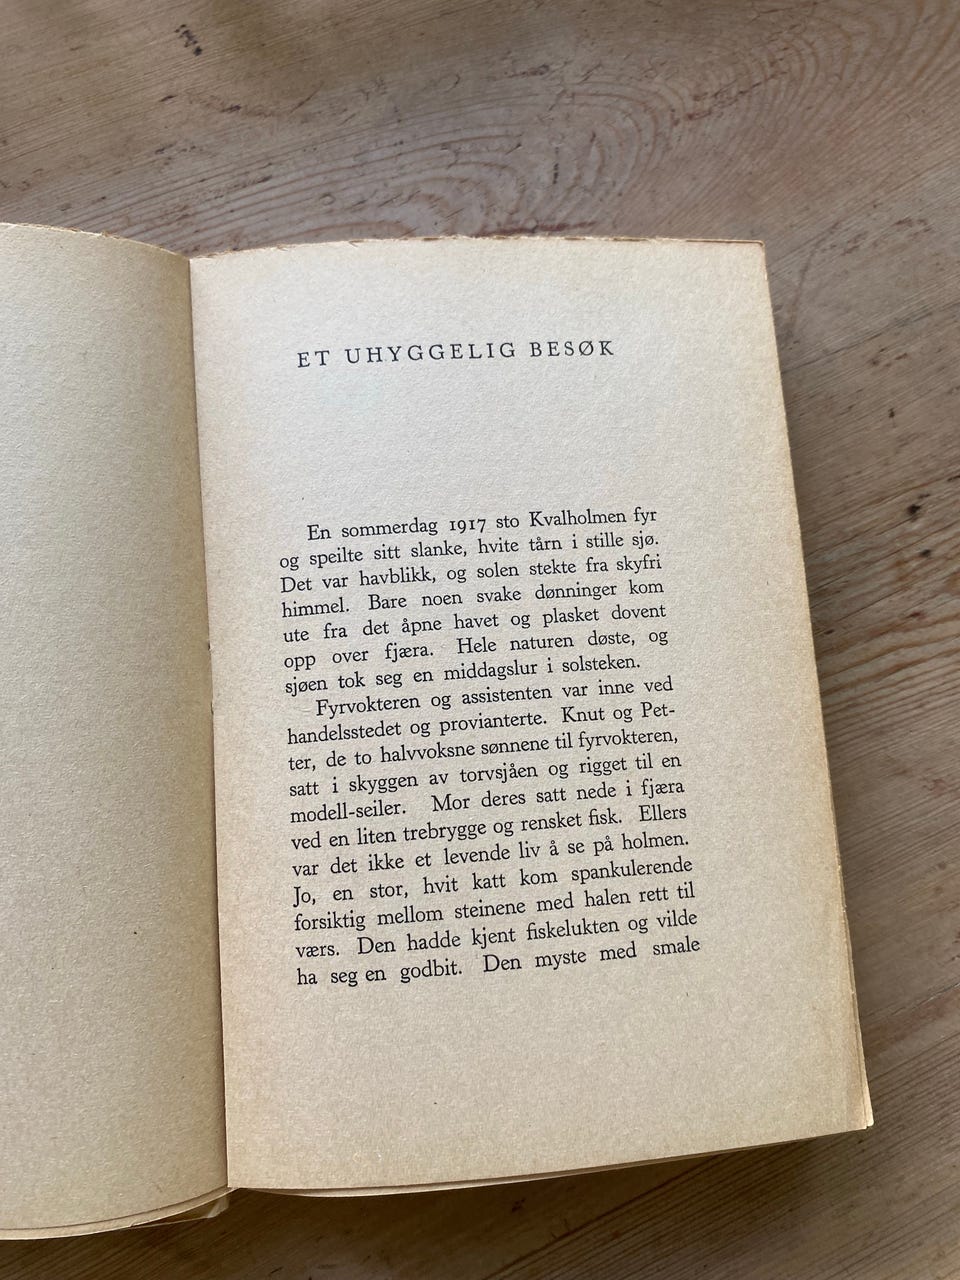 ET UHYGGELIG BESØK
En sommerdag 1917 sto Kvalholmen fyr
og speilte sitt slanke, hvite tårn i stille sjø.
Det var havblikk, og solen stekte fra skyfri
himmel. Bare noen svake dønninger kom
ute fra det åpne havet og plasket dovent
opp over fjæra. Hele naturen døste, og
sjøen tok seg en middagslur i solsteken.
Fyrvokteren og assistenten var inne ved
handelsstedet og provianterte. Knut og Pet-
ter, de to halvvoksne sønnene til fyrvokteren,
satt i skyggen av torvsjåen og rigget til en
modell-seiler. Mor deres satt nede i fjæra
ved en liten trebrygge og rensket fisk. Ellers
var det ikke et levende liv å se på holmen.
Jo, en stor, hvit katt kom spankulerende
forsiktig mellom steinene med halen rett til
værs. Den hadde kjent fiskelukten og vilde
ha seg en godbit. Den myste med smale